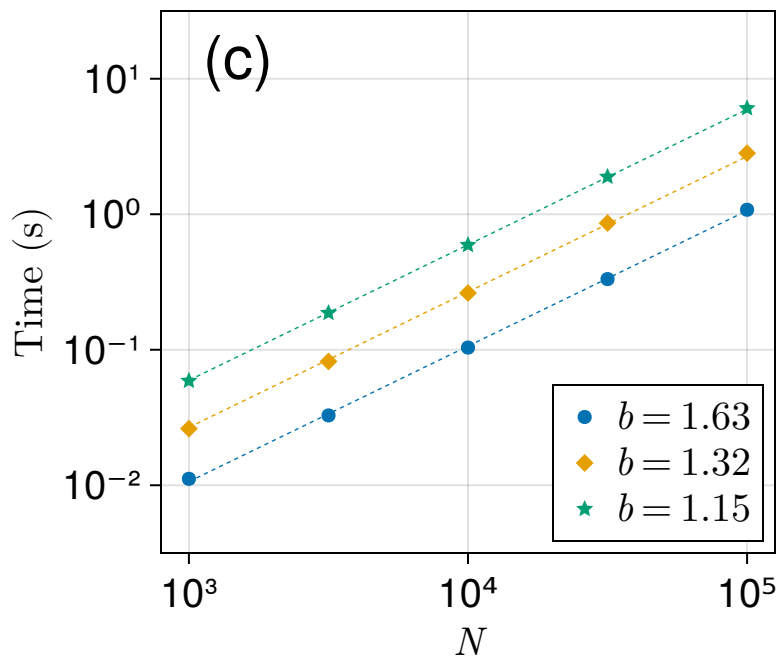 (c)
Time (s)
10¹
10⁰
10⁻¹
10⁻²
10³
10⁴
10⁵
N
b = 1.63
b = 1.32
b = 1.15